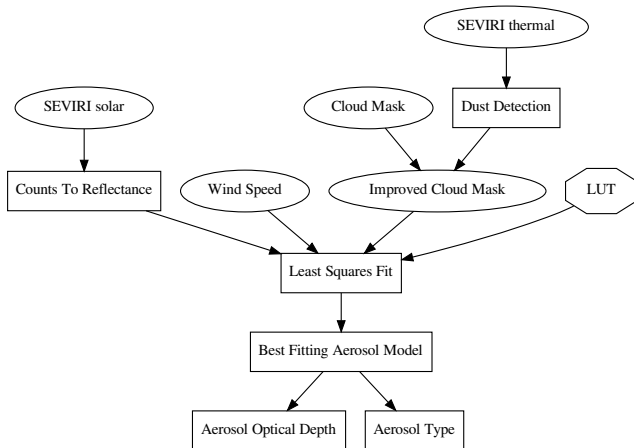 SEVIRI thermal
SEVIRI solar
Cloud Mask
Dust Detection
Counts To Reflectance
Wind Speed
Improved Cloud Mask
LUT
Least Squares Fit
Best Fitting Aerosol Model
Aerosol Optical Depth
Aerosol Type